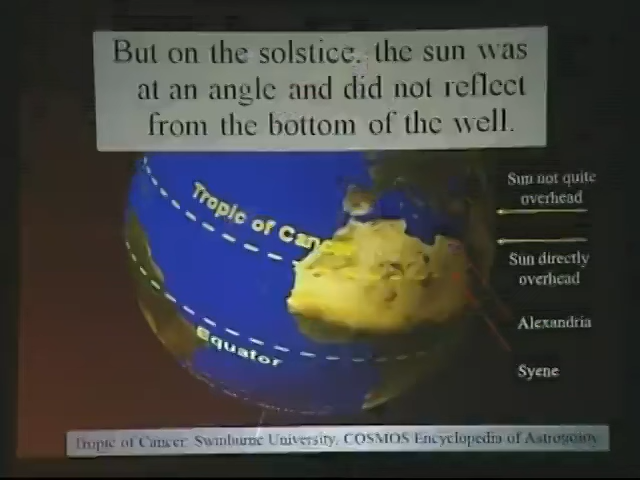 But on the solstice, the sun was
at an angle and did not reflect
from the bottom of the well.
Tropic of Cancer
Sun not quite
overhead
Sun directly
overhead
Alexandria
Equator
Syene
Tropic of Cancer: Swinburne University, COSMOS Encyclopedia of Astronomy